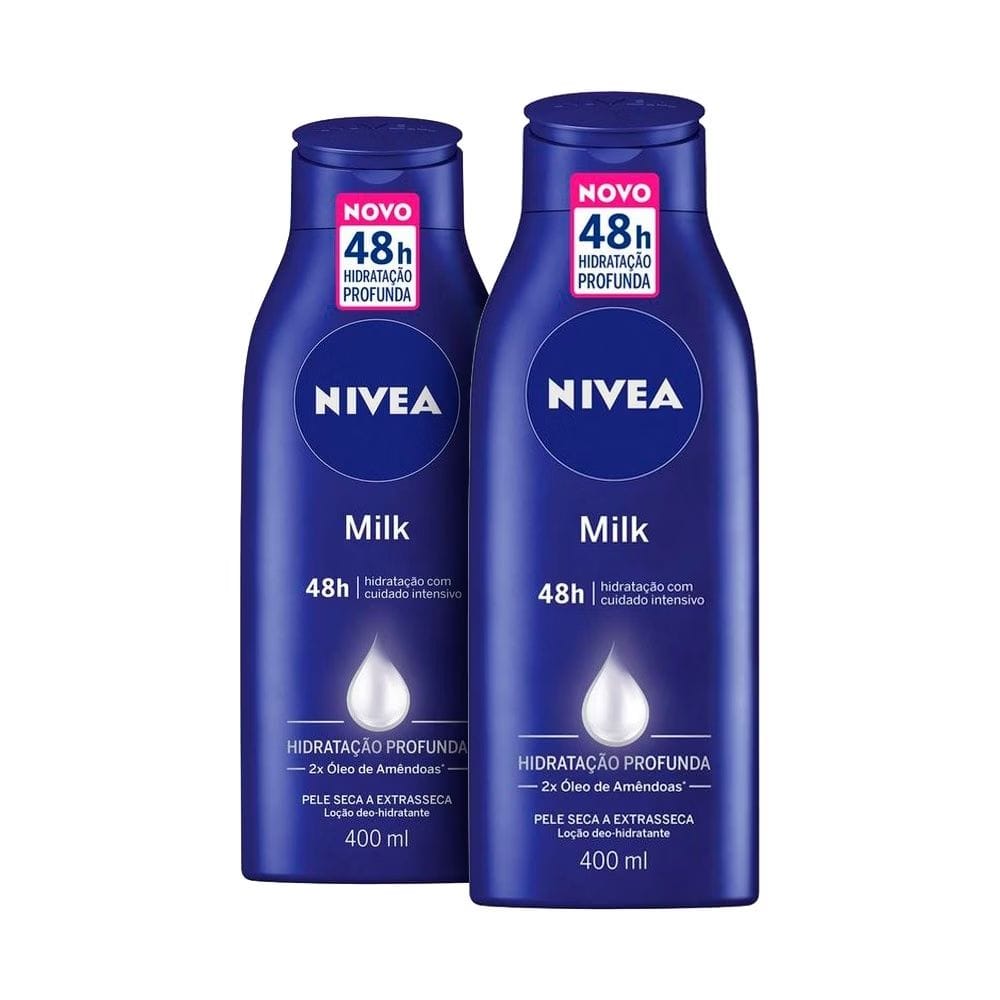 NOVO
48h
HIDRATAÇÃO
PROFUNDA
NIVEA
Milk
48h
hidratação com
cuidado intensivo
HIDRATAÇÃO PROFUNDA
2x Óleo de Amêndoas*
PELE SECA A EXTRASSECA
Loção deo-hidratante
400 ml
NOVO
48h
HIDRATAÇÃO
PROFUNDA
NIVEA
Milk
48h
hidratação com
cuidado intensivo
HIDRATAÇÃO PROFUNDA
2x Óleo de Amêndoas*
PELE SECA A EXTRASSECA
Loção deo-hidratante
400 ml